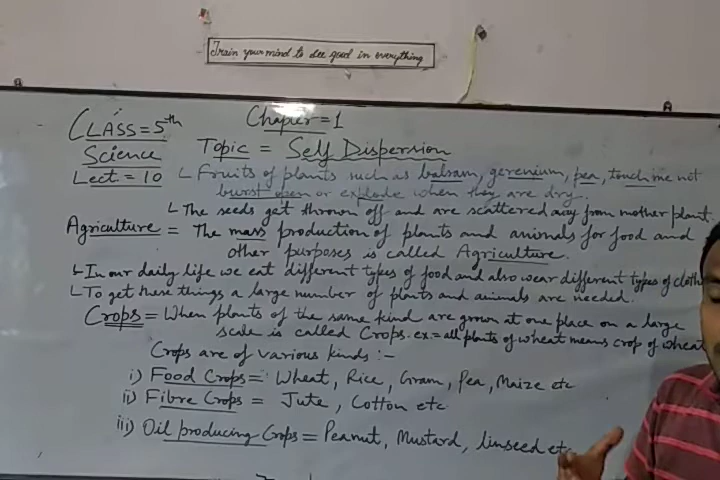 Train your mind to see good in everything
CLASS = 5th Chapter = 1
Science Topic = Self Dispersion
Lect. = 10 Fruits of plants such as balsam, gerenium, pea, touch me not
burst open or explode when they are dry.
The seeds get thrown off and are scattered away from mother plant.
Agriculture = The mass production of plants and animals for food and
other purposes is called Agriculture.
In our daily life we eat different types of food and also wear different types of cloth
To get these things a large number of plants and animals are needed.
Crops = When plants of the same kind are grown at one place on a large
scale is called Crops. ex:= all plants of wheat means crop of wheat
Crops are of various kinds :-
i) Food Crops = Wheat, Rice, Gram, Pea, Maize etc
ii) Fibre Crops = Jute, Cotton etc
iii) Oil producing Crops = Peanut, Mustard, linseed etc